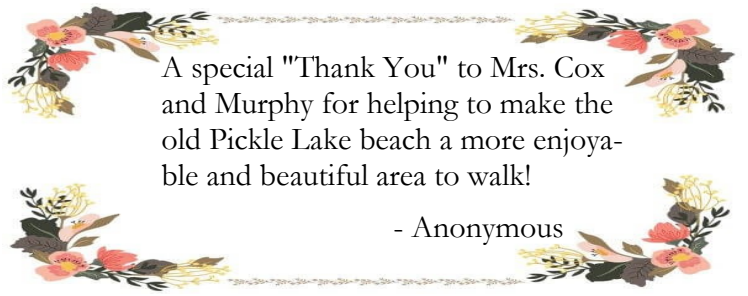 A special "Thank You" to Mrs. Cox
and Murphy for helping to make the
old Pickle Lake beach a more enjoya-
ble and beautiful area to walk!
- Anonymous